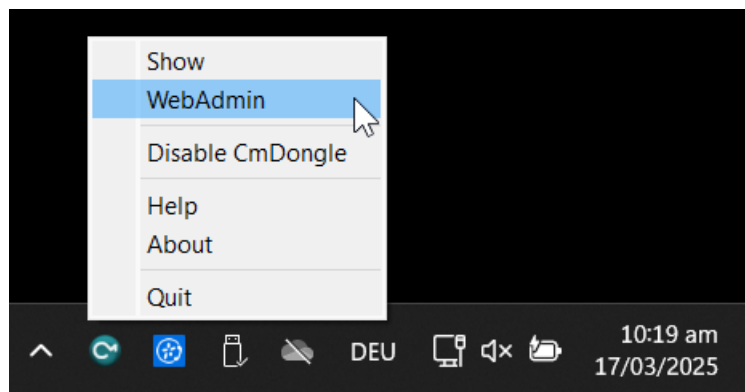 Show
WebAdmin
Disable CmDongle
Help
About
Quit
DEU
10:19 am
17/03/2025